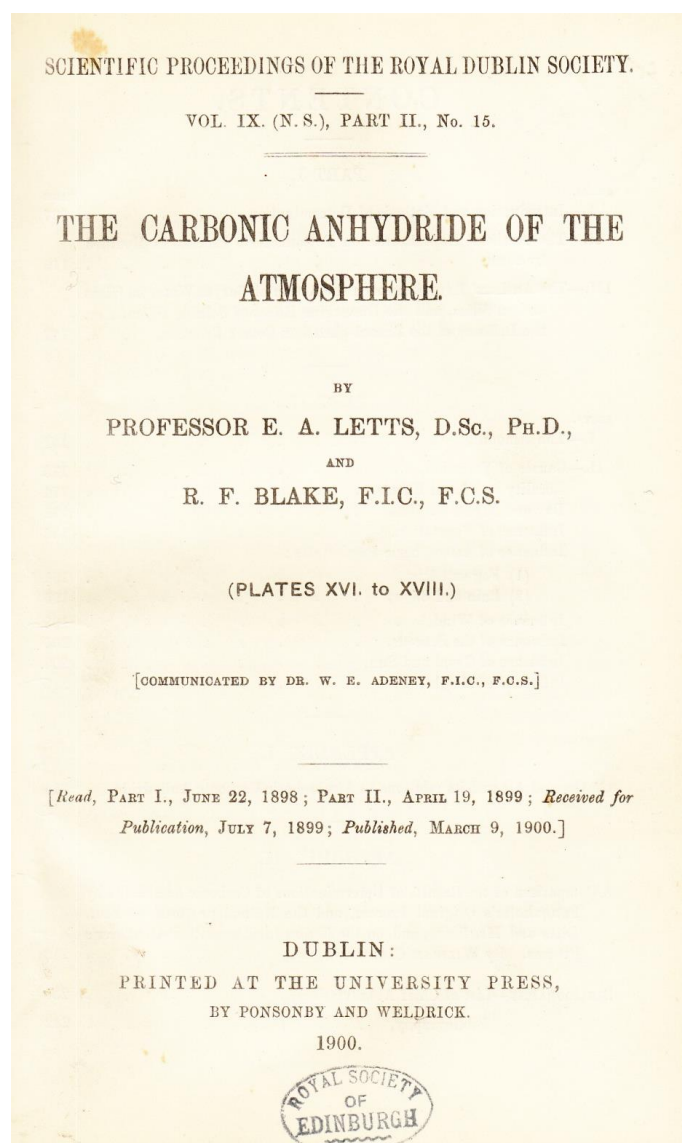 SCIENTIFIC PROCEEDINGS OF THE ROYAL DUBLIN SOCIETY.
VOL. IX. (N. S.), PART II., No. 15.
THE CARBONIC ANHYDRIDE OF THE
ATMOSPHERE.
BY
PROFESSOR E. A. LETTS, D.Sc., Ph.D.,
AND
R. F. BLAKE, F.I.C., F.C.S.
(PLATES XVI. to XVIII.)
[COMMUNICATED BY DR. W. E. ADENEY, F.I.C., F.C.S.]
[Read, Part I., June 22, 1898; Part II., April 19, 1899; Received for
Publication, July 7, 1899; Published, March 9, 1900.]
DUBLIN:
PRINTED AT THE UNIVERSITY PRESS,
BY PONSONBY AND WELDRICK.
1900.
ROYAL SOCIETY
OF
EDINBURGH